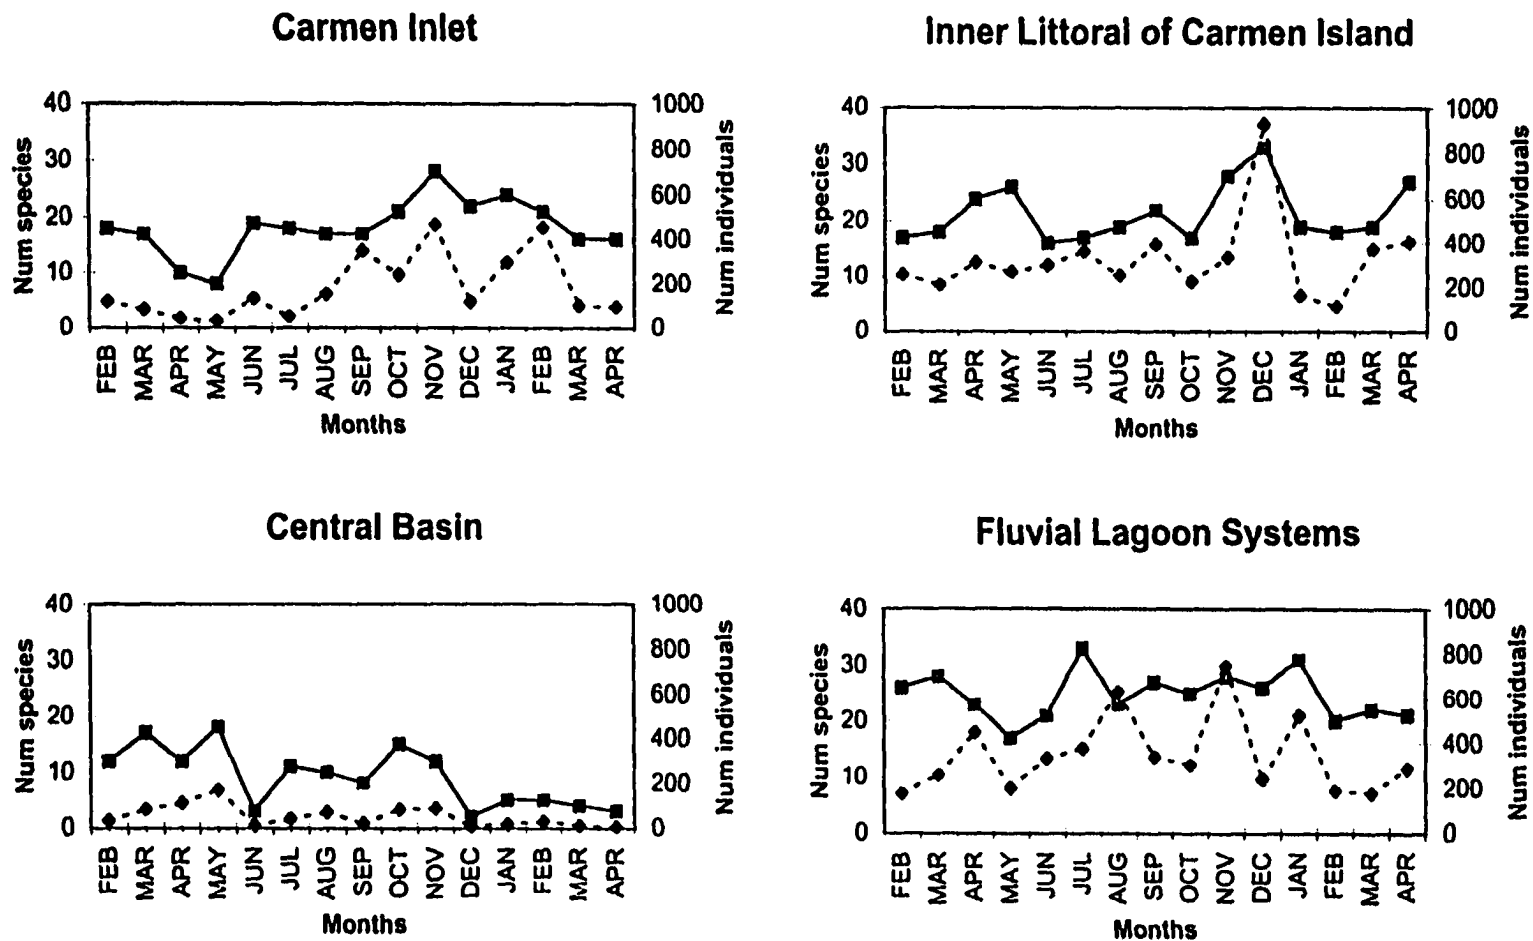 Carmen Inlet
40
30
20
10
0
Num species
1000
800
600
400
200
0
Num individuals
FEB MAR APR MAY JUN JUL AUG SEP OCT NOV DEC JAN FEB MAR APR
Months
Inner Littoral of Carmen Island
40
30
20
10
0
Num species
1000
800
600
400
200
0
Num individuals
FEB MAR APR MAY JUN JUL AUG SEP OCT NOV DEC JAN FEB MAR APR
Months
Central Basin
40
30
20
10
0
Num species
1000
800
600
400
200
0
Num individuals
FEB MAR APR MAY JUN JUL AUG SEP OCT NOV DEC JAN FEB MAR APR
Months
Fluvial Lagoon Systems
40
30
20
10
0
Num species
1000
800
600
400
200
0
Num individuals
FEB MAR APR MAY JUN JUL AUG SEP OCT NOV DEC JAN FEB MAR APR
Months